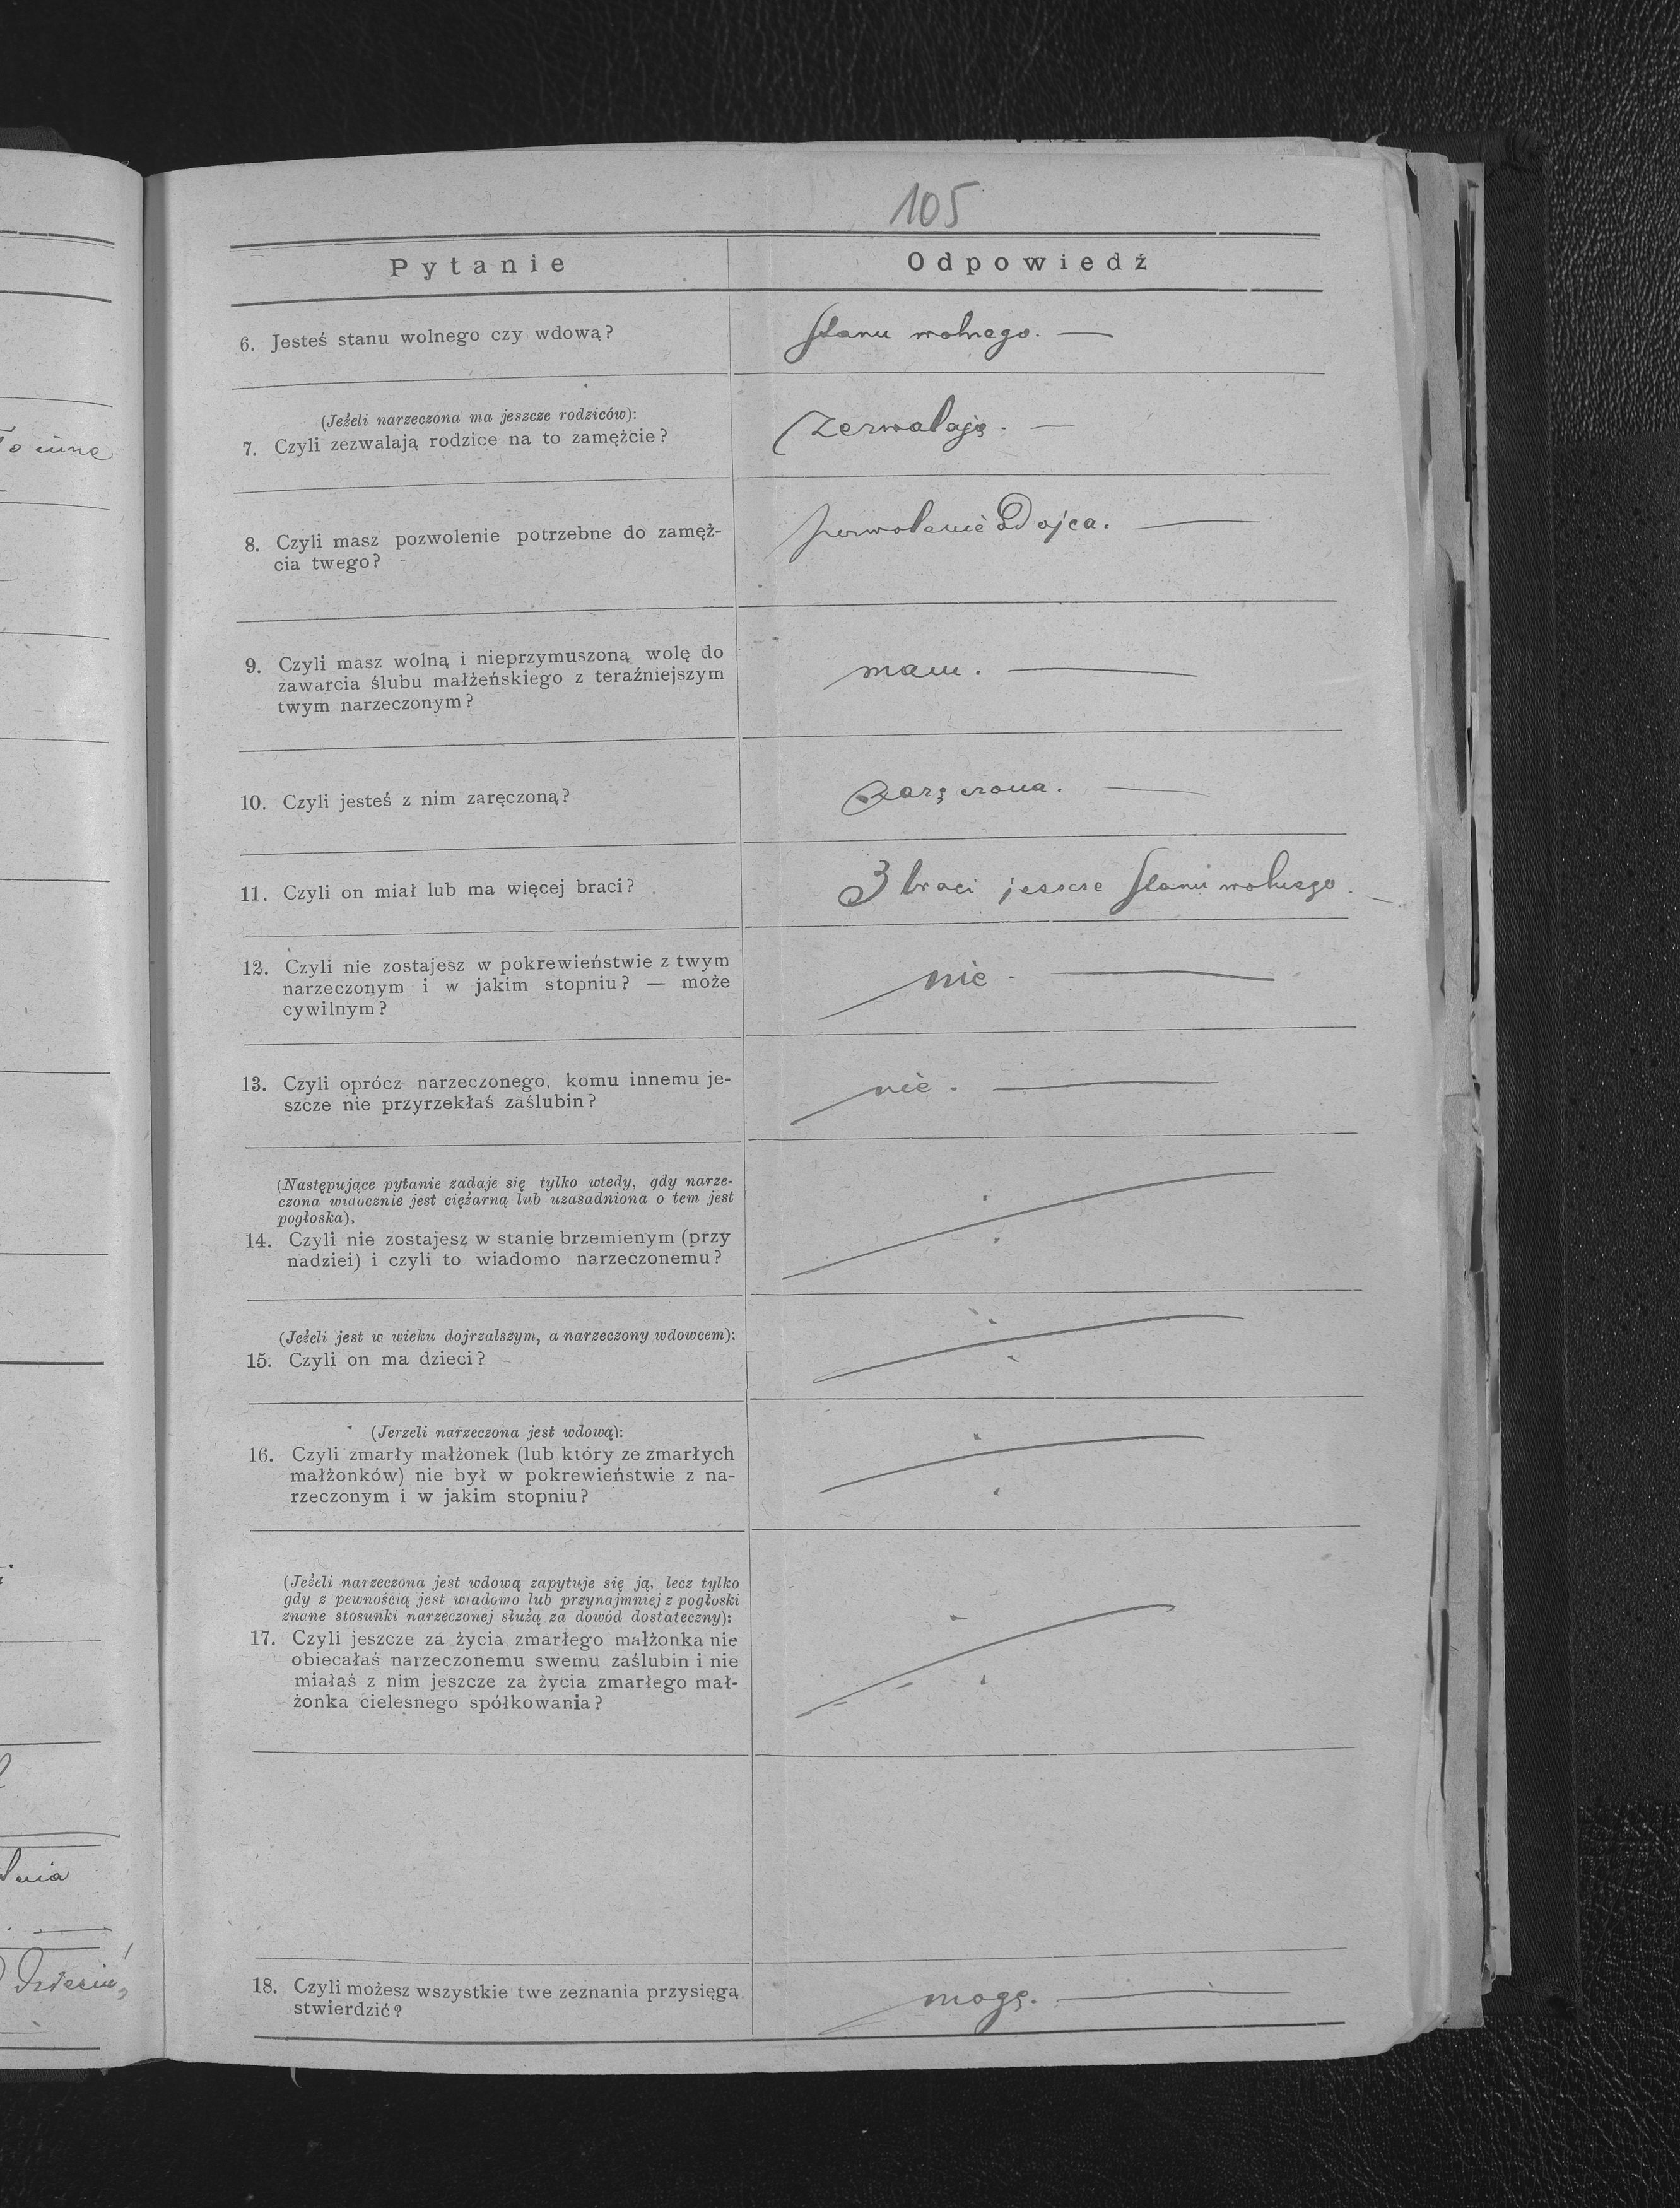 105
Pytanie
Odpowiedź
6. Jesteś stanu wolnego czy wdową?
Stanu wolnego. —
(Jeżeli narzeczona ma jeszcze rodziców):
7. Czyli zezwalają rodzice na to zamężcie?
Zezwalają. —
8. Czyli masz pozwolenie potrzebne do zamęż-
cia twego?
pozwolenie Od ojca. —
9. Czyli masz wolną i nieprzymuszoną wolę do
zawarcia ślubu małżeńskiego z teraźniejszym
twym narzeczonym?
mam. —
10. Czyli jesteś z nim zaręczoną?
Zaręczona. —
11. Czyli on miał lub ma więcej braci?
3 braci jeszcze Stanu wolnego. —
12. Czyli nie zostajesz w pokrewieństwie z twym
narzeczonym i w jakim stopniu? — może
cywilnym?
nie. —
13. Czyli oprócz narzeczonego, komu innemu je-
szcze nie przyrzekłaś zaślubin?
nie. —
(Następujące pytanie zadaje się tylko wtedy, gdy narze-
czona widocznie jest ciężarną lub uzasadniona o tem jest
pogłoska).
14. Czyli nie zostajesz w stanie brzemienym (przy
nadziei) i czyli to wiadomo narzeczonemu?
(Jeżeli jest w wieku dojrzalszym, a narzeczony wdowcem):
15. Czyli on ma dzieci?
(Jerzeli narzeczona jest wdową):
16. Czyli zmarły małżonek (lub który ze zmarłych
małżonków) nie był w pokrewieństwie z na-
rzeczonym i w jakim stopniu?
(Jeżeli narzeczona jest wdową zapytuje się ją, lecz tylko
gdy z pewnością jest wiadomo lub przynajmniej z pogłoski
znane stosunki narzeczonej służą za dowód dostateczny):
17. Czyli jeszcze za życia zmarłego małżonka nie
obiecałaś narzeczonemu swemu zaślubin i nie
miałaś z nim jeszcze za życia zmarłego mał-
żonka cielesnego spółkowania?
18. Czyli możesz wszystkie twe zeznania przysięgą
stwierdzić?
mogę. —